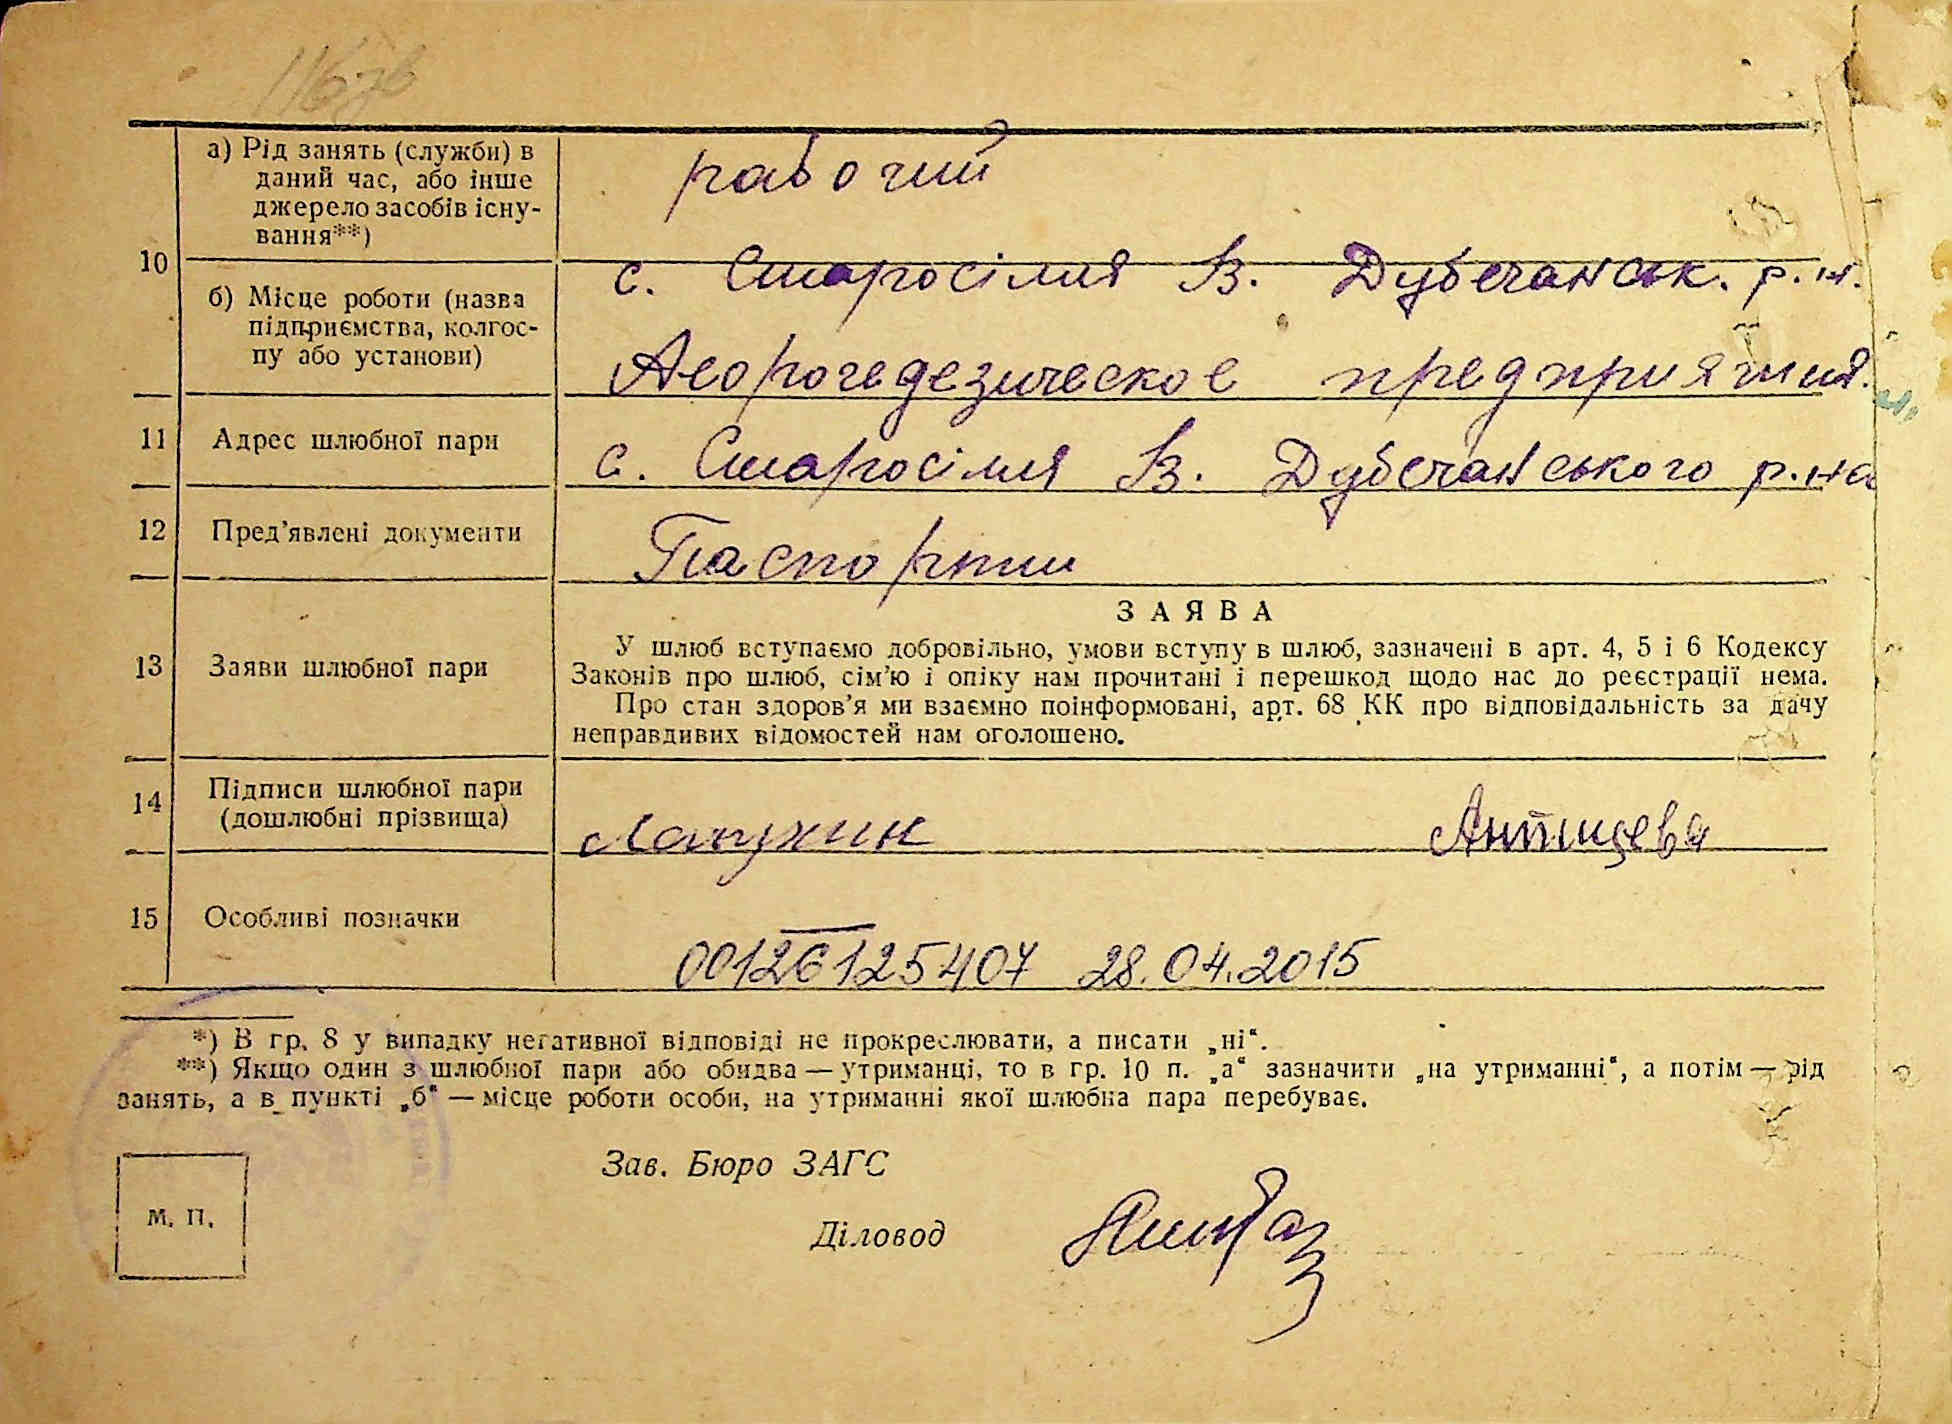 10
а) Рід занять (служби) в
даний час, або інше
джерело засобів існу-
вання**)
рабочий
б) Місце роботи (назва
підприємства, колгос-
пу або установи)
с. Старосілля В. Дубечанськ. р.н.
Аеорогедезическое предприятия.
11 Адрес шлюбної пари
с. Старосілля В. Дубечанського р.на
12 Пред’явлені документи
Паспорти
13 Заяви шлюбної пари
ЗАЯВА
У шлюб вступаємо добровільно, умови вступу в шлюб, зазначені в арт. 4, 5 і 6 Кодексу
Законів про шлюб, сім’ю і опіку нам прочитані і перешкод щодо нас до реєстрації нема.
Про стан здоров’я ми взаємно поінформовані, арт. 68 КК про відповідальність за дачу
неправдивих відомостей нам оголошено.
14 Підписи шлюбної пари
(дошлюбні прізвища)
Лапухин Антищева
15 Особливі позначки
00126125407 28.04.2015
*) В гр. 8 у випадку негативної відповіді не прокреслювати, а писати „ні“.
**) Якщо один з шлюбної пари або обидва — утриманці, то в гр. 10 п. „а“ зазначити „на утриманні“, а потім — рід
занять, а в пункті „б“ — місце роботи особи, на утриманні якої шлюбна пара перебуває.
Зав. Бюро ЗАГС
М. П.
Діловод